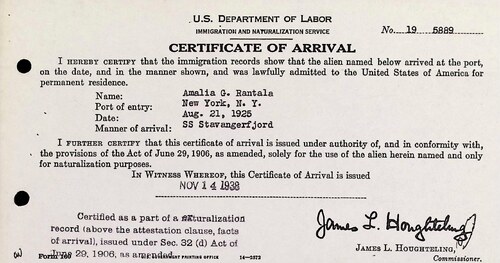 U.S. DEPARTMENT OF LABOR
IMMIGRATION AND NATURALIZATION SERVICE
No. 19 5889
CERTIFICATE OF ARRIVAL
I HEREBY CERTIFY that the immigration records show that the alien named below arrived at the port,
on the date, and in the manner shown, and was lawfully admitted to the United States of America for
permanent residence.
Name: Amalia G. Rantala
Port of entry: New York, N. Y.
Date: Aug. 21, 1925
Manner of arrival: SS Stavangerfjord
I FURTHER CERTIFY that this certificate of arrival is issued under authority of, and in conformity with,
the provisions of the Act of June 29, 1906, as amended, solely for the use of the alien herein named and only
for naturalization purposes.
IN WITNESS WHEREOF, this Certificate of Arrival is issued
NOV 14 1938
Certified as a part of a naturalization
record (above the attestation clause, facts
of arrival), issued under Sec. 32 (d) Act of
June 29, 1906, as amended
James L. Houghteling
JAMES L. HOUGHTELING,
Commissioner.
Form 160 PRINTING OFFICE 14-2373